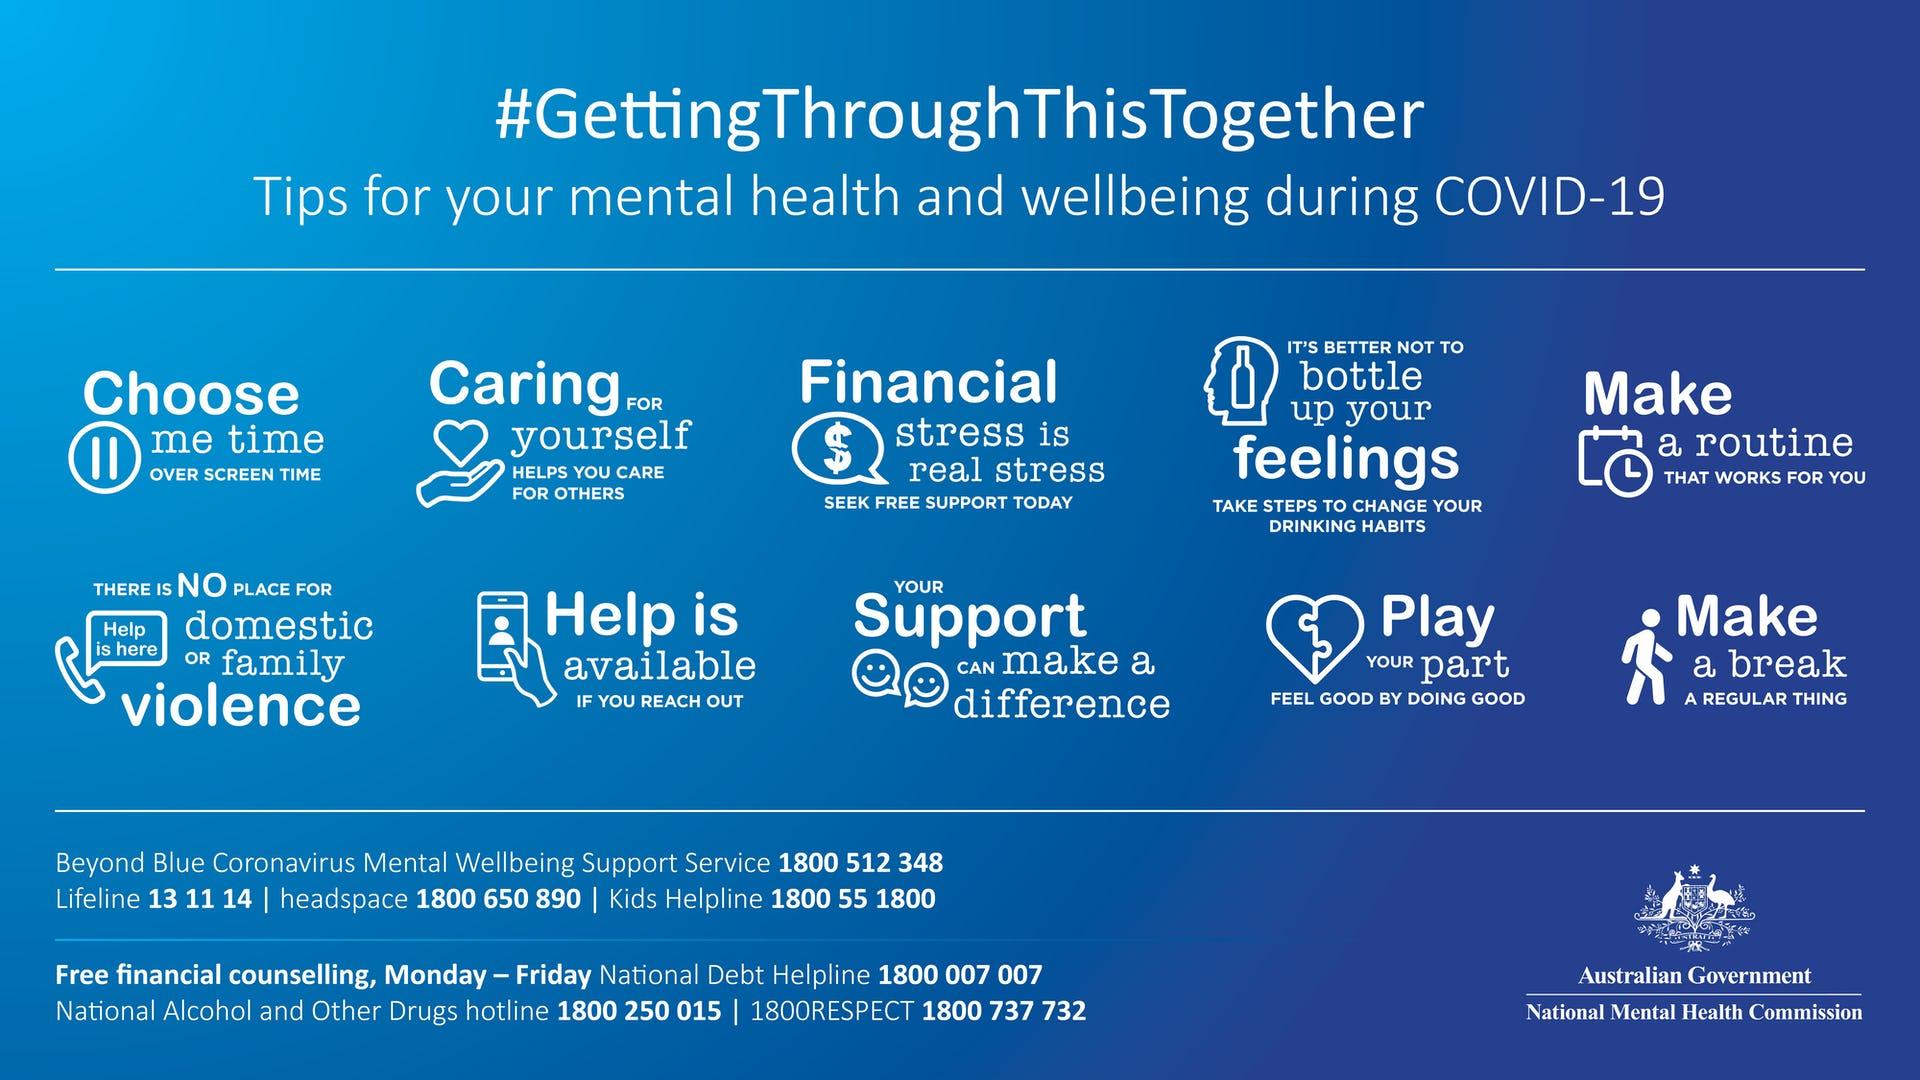 #GettingThroughThisTogether
Tips for your mental health and wellbeing during COVID-19
Choose
me time
OVER SCREEN TIME
Caring FOR
yourself
HELPS YOU CARE
FOR OTHERS
Financial
$
stress is
real stress
SEEK FREE SUPPORT TODAY
IT'S BETTER NOT TO
bottle
up your
feelings
TAKE STEPS TO CHANGE YOUR
DRINKING HABITS
Make
a routine
THAT WORKS FOR YOU
THERE IS NO PLACE FOR
Help
is here
domestic
OR family
violence
Help is
available
IF YOU REACH OUT
YOUR
Support
CAN make a
difference
Play
YOUR part
FEEL GOOD BY DOING GOOD
Make
a break
A REGULAR THING
Beyond Blue Coronavirus Mental Wellbeing Support Service 1800 512 348
Lifeline 13 11 14 | headspace 1800 650 890 | Kids Helpline 1800 55 1800
Free financial counselling, Monday – Friday National Debt Helpline 1800 007 007
National Alcohol and Other Drugs hotline 1800 250 015 | 1800RESPECT 1800 737 732
AUSTRALIA
Australian Government
National Mental Health Commission